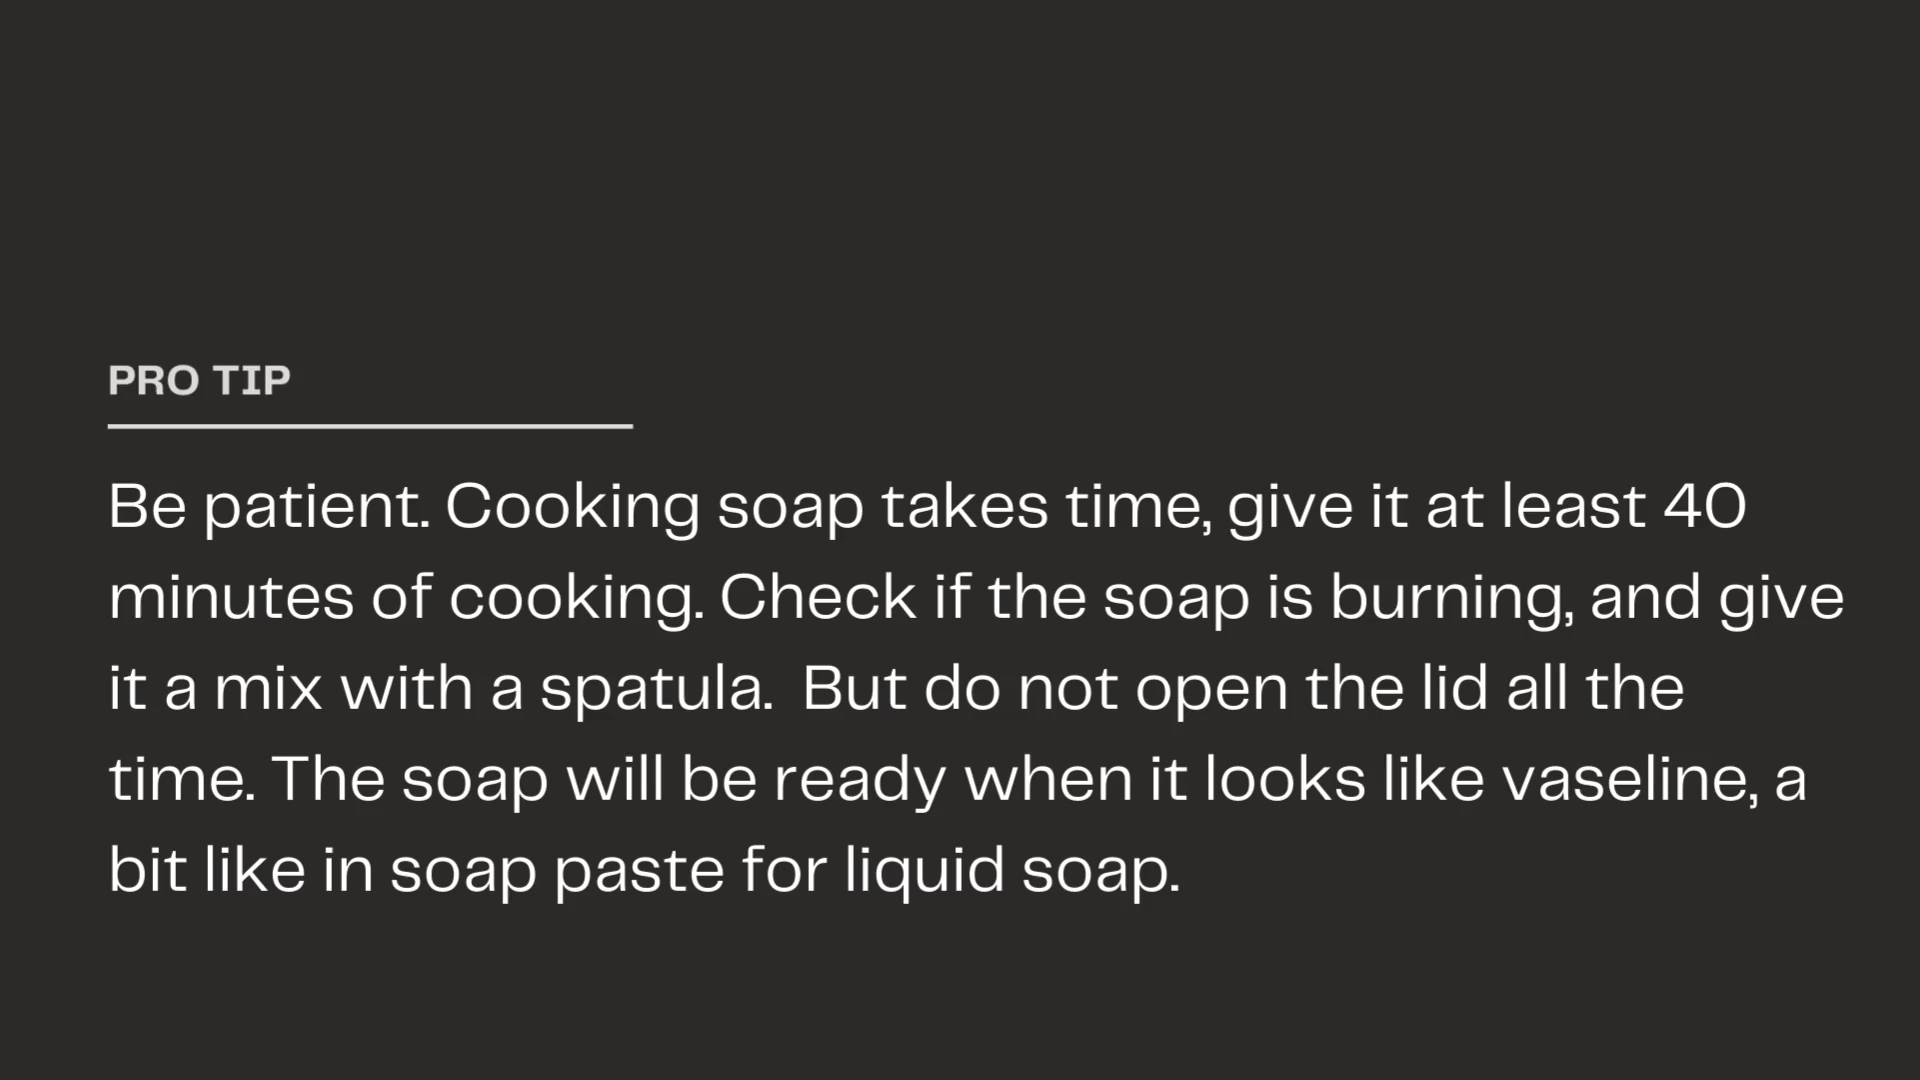 PRO TIP
Be patient. Cooking soap takes time, give it at least 40
minutes of cooking. Check if the soap is burning, and give
it a mix with a spatula.  But do not open the lid all the
time. The soap will be ready when it looks like vaseline, a
bit like in soap paste for liquid soap.